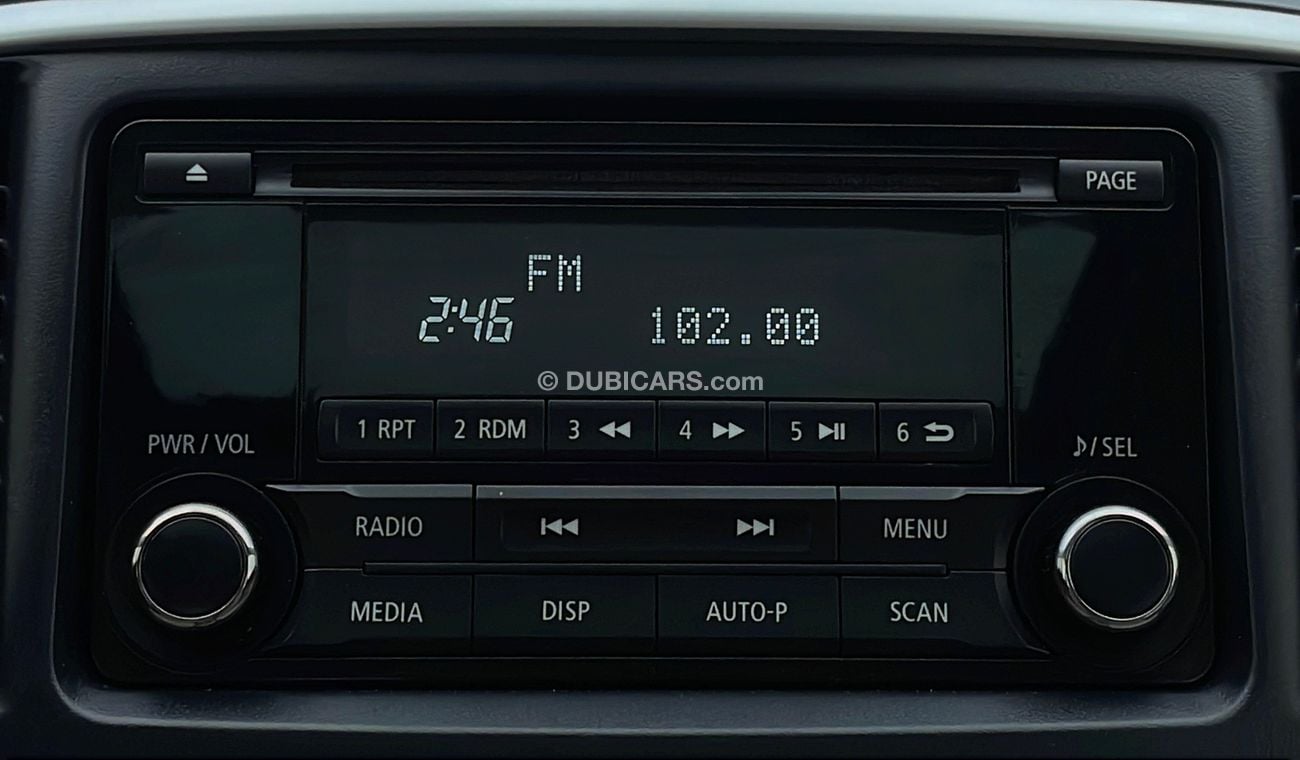 PAGE
FM
2:46 102.00
© DUBICARS.com
1 RPT 2 RDM 3 4 5 6
PWR / VOL
/ SEL
RADIO MENU
MEDIA DISP AUTO-P SCAN